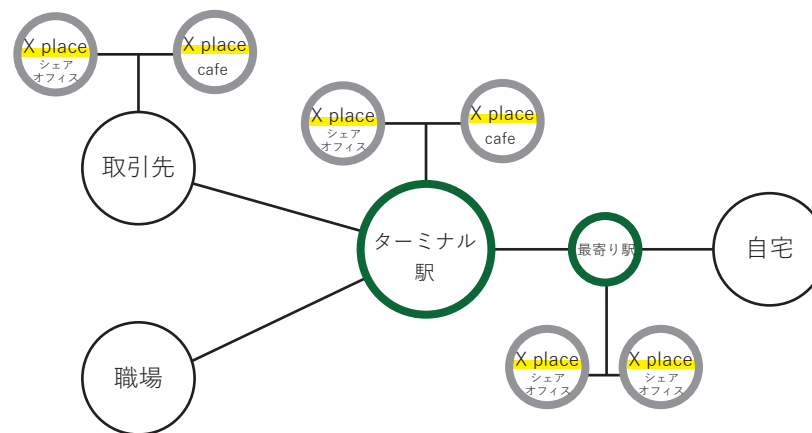 X place
シェア
オフィス
X place
cafe
X place
シェア
オフィス
X place
cafe
取引先
ターミナル
駅
最寄り駅
自宅
職場
X place
シェア
オフィス
X place
シェア
オフィス